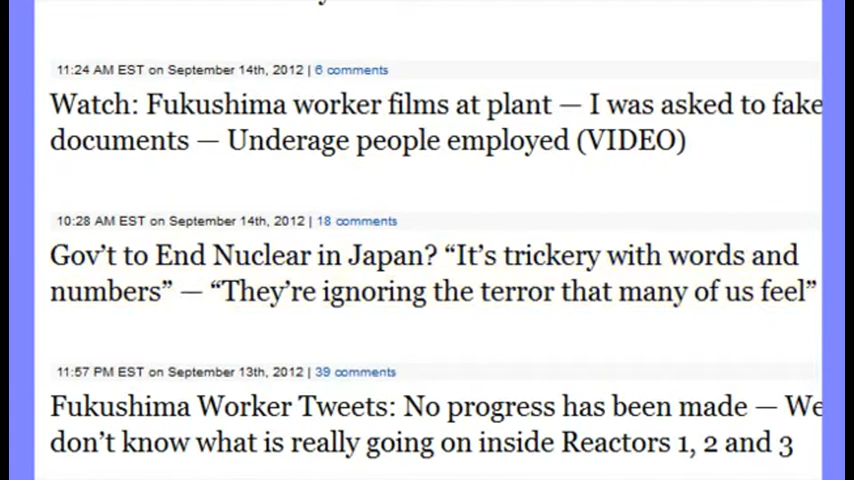 11:24 AM EST on September 14th, 2012 | 6 comments
Watch: Fukushima worker films at plant — I was asked to fake
documents — Underage people employed (VIDEO)
10:28 AM EST on September 14th, 2012 | 18 comments
Gov’t to End Nuclear in Japan? “It’s trickery with words and
numbers” — “They’re ignoring the terror that many of us feel”
11:57 PM EST on September 13th, 2012 | 39 comments
Fukushima Worker Tweets: No progress has been made — We
don’t know what is really going on inside Reactors 1, 2 and 3